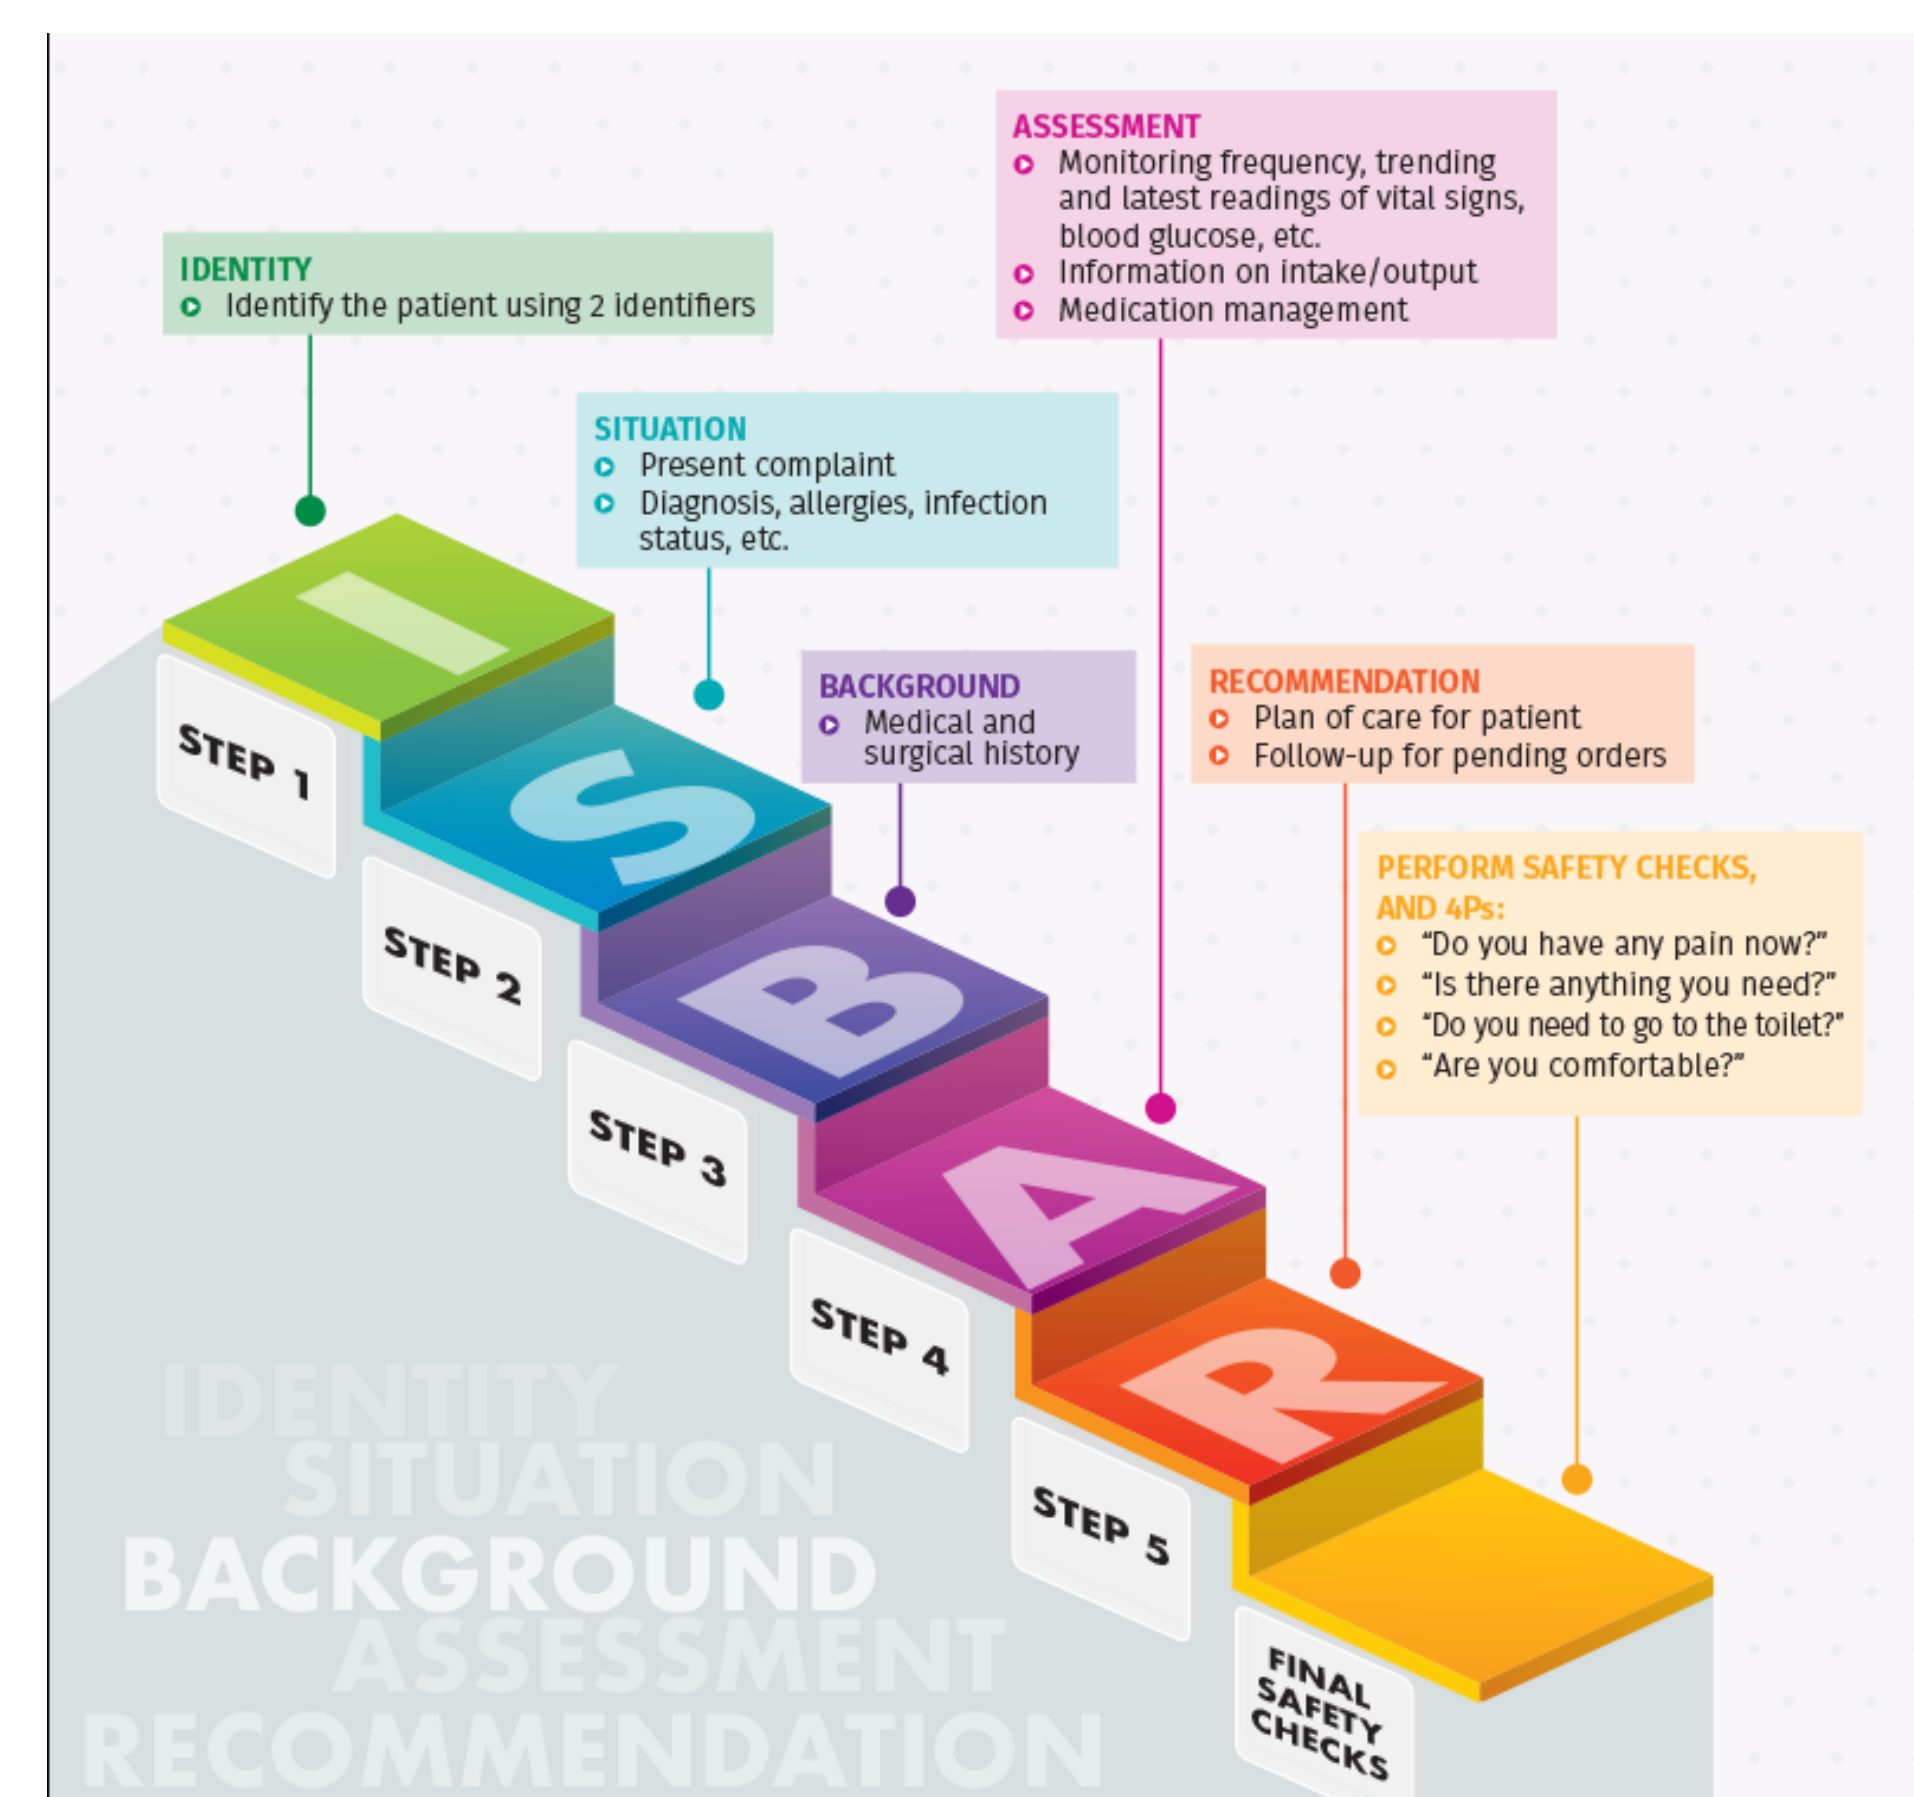 IDENTITY
Identify the patient using 2 identifiers
SITUATION
Present complaint
Diagnosis, allergies, infection
status, etc.
BACKGROUND
Medical and
surgical history
ASSESSMENT
Monitoring frequency, trending
and latest readings of vital signs,
blood glucose, etc.
Information on intake/output
Medication management
RECOMMENDATION
Plan of care for patient
Follow-up for pending orders
PERFORM SAFETY CHECKS,
AND 4Ps:
“Do you have any pain now?”
“Is there anything you need?”
“Do you need to go to the toilet?”
“Are you comfortable?”
I
STEP 1
S
STEP 2
B
STEP 3
A
STEP 4
R
STEP 5
FINAL
SAFETY
CHECKS
IDENTITY
SITUATION
BACKGROUND
ASSESSMENT
RECOMMENDATION